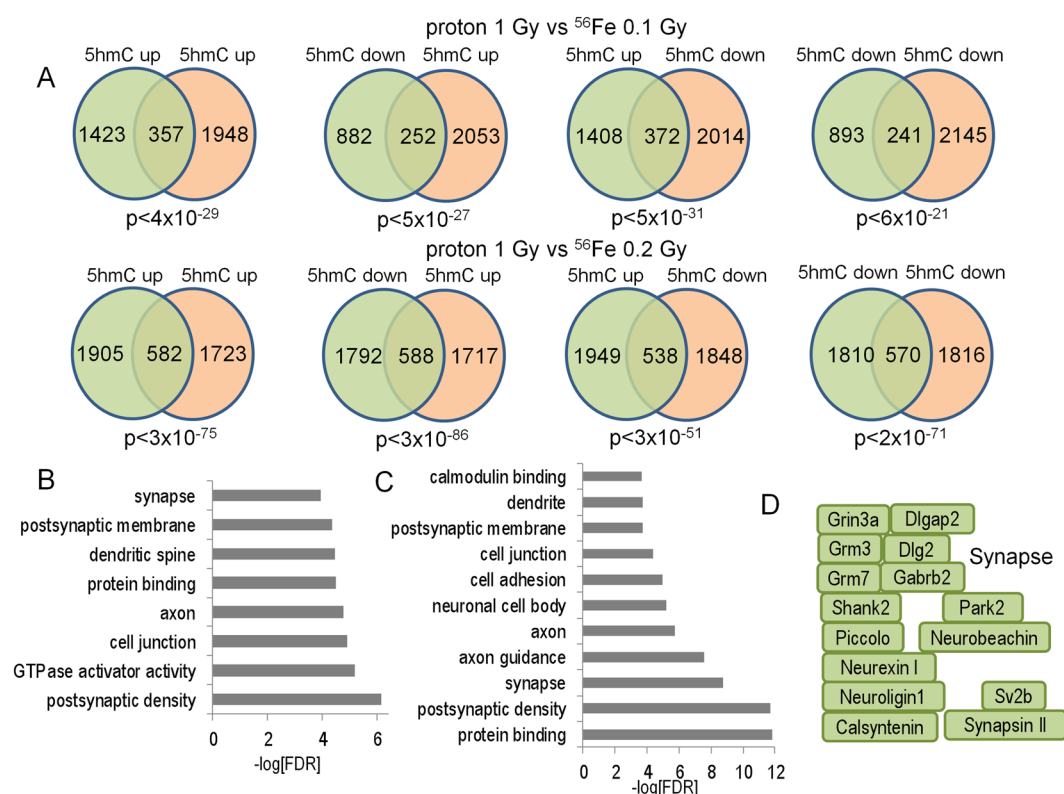 proton 1 Gy vs ⁵⁶Fe 0.1 Gy
A
5hmC up 5hmC up
5hmC down 5hmC up
5hmC up 5hmC down
5hmC down 5hmC down
1423 357 1948
882 252 2053
1408 372 2014
893 241 2145
p<4x10⁻²⁹
p<5x10⁻²⁷
p<5x10⁻³¹
p<6x10⁻²¹
proton 1 Gy vs ⁵⁶Fe 0.2 Gy
5hmC up 5hmC up
5hmC down 5hmC up
5hmC up 5hmC down
5hmC down 5hmC down
1905 582 1723
1792 588 1717
1949 538 1848
1810 570 1816
p<3x10⁻⁷⁵
p<3x10⁻⁸⁶
p<3x10⁻⁵¹
p<2x10⁻⁷¹
B
synapse
postsynaptic membrane
dendritic spine
protein binding
axon
cell junction
GTPase activator activity
postsynaptic density
0 2 4 6
-log[FDR]
C
calmodulin binding
dendrite
postsynaptic membrane
cell junction
cell adhesion
neuronal cell body
axon
axon guidance
synapse
postsynaptic density
protein binding
0 2 4 6 8 10 12
-log[FDR]
D
Grin3a Dlgap2
Grm3 Dlg2 Synapse
Grm7 Gabrb2
Shank2 Park2
Piccolo Neurobeachin
Neurexin I
Neuroligin1 Sv2b
Calsyntenin Synapsin II